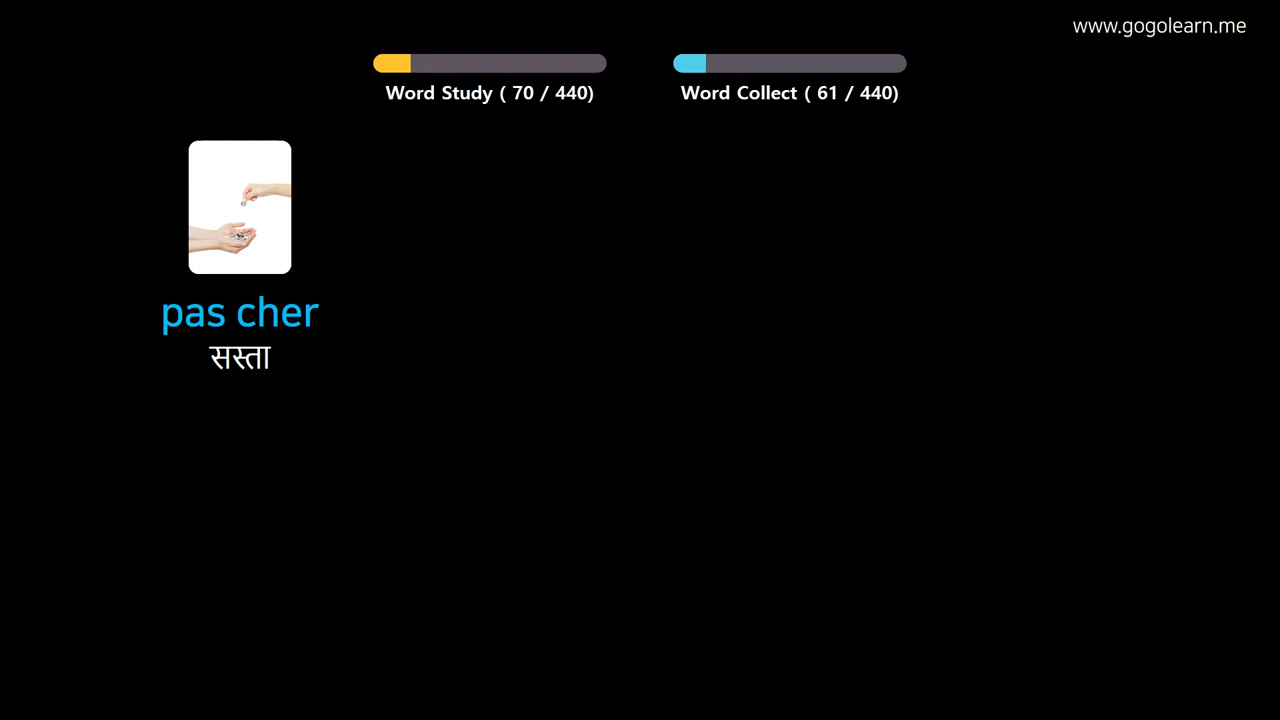 www.gogolearn.me
Word Study ( 70 / 440)
Word Collect ( 61 / 440)
pas cher
सस्ता